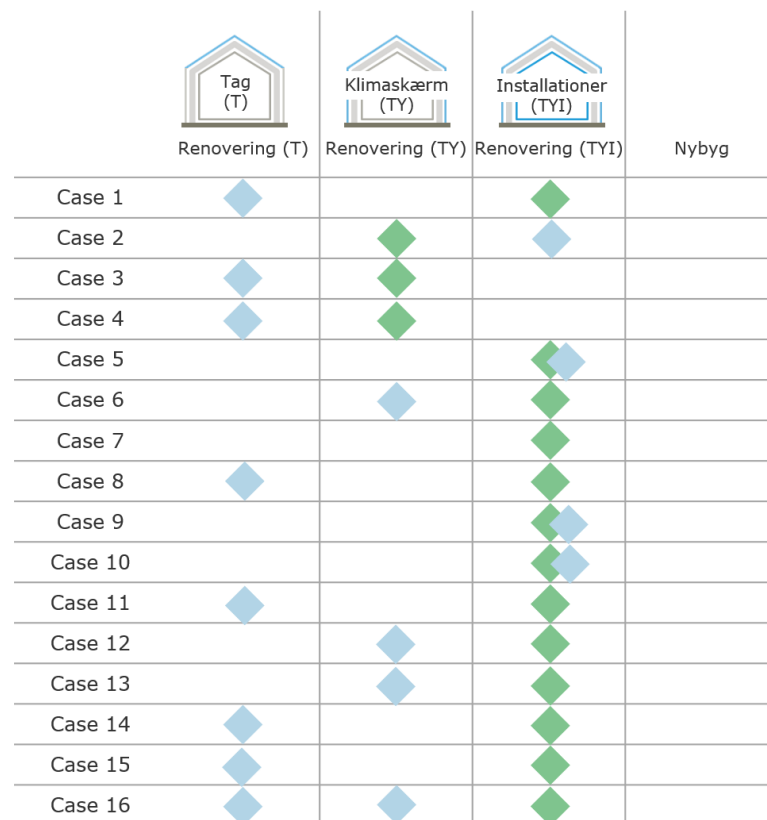 Tag
(T)
Klimaskærm
(TY)
Installationer
(TYI)
Renovering (T)
Renovering (TY)
Renovering (TYI)
Nybyg
Case 1
Case 2
Case 3
Case 4
Case 5
Case 6
Case 7
Case 8
Case 9
Case 10
Case 11
Case 12
Case 13
Case 14
Case 15
Case 16